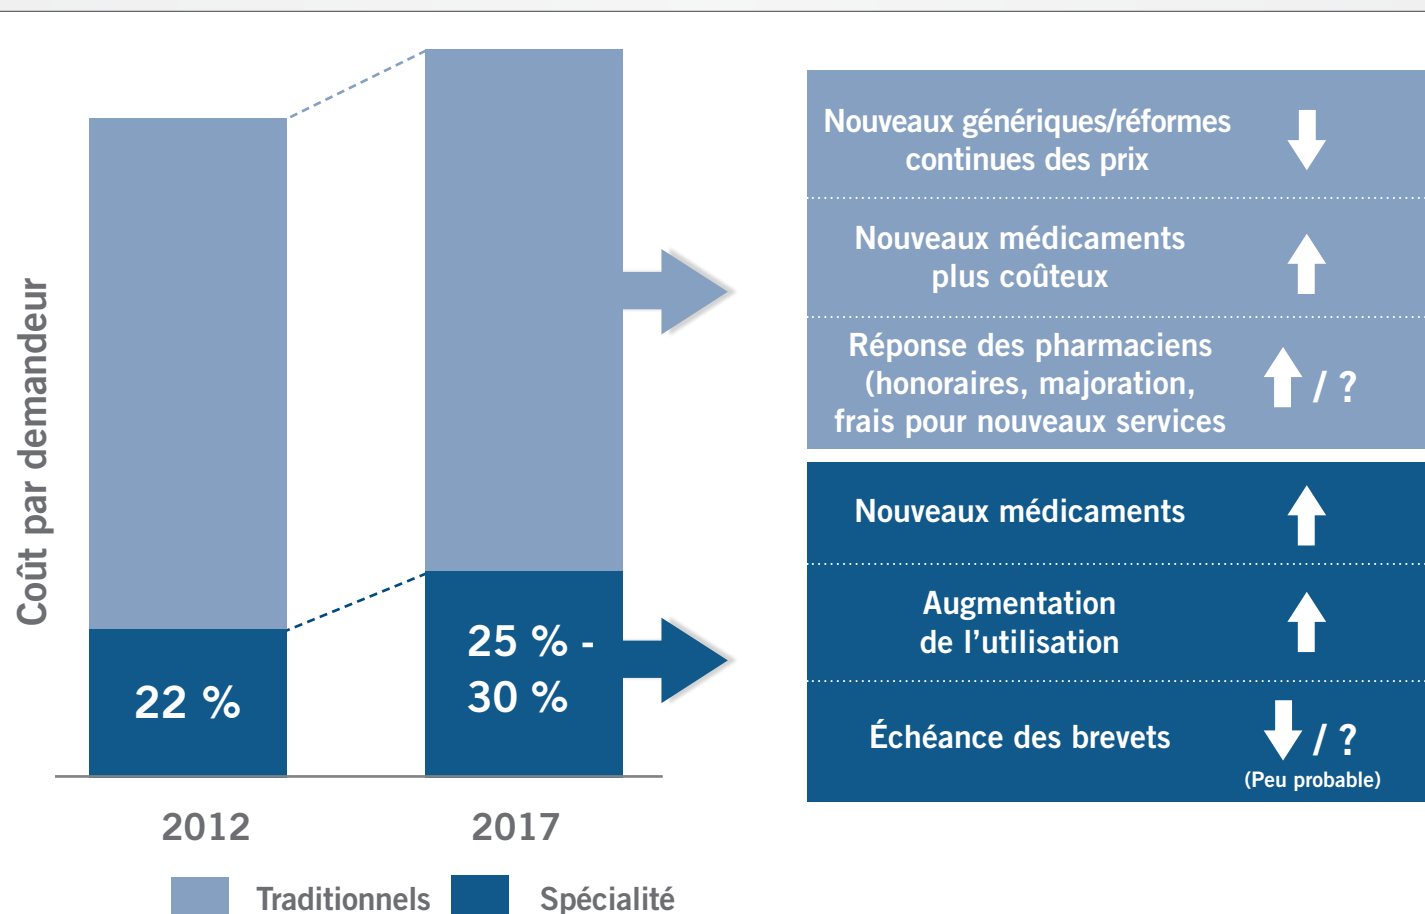 Coût par demandeur
22 %
25 % -
30 %
2012
2017
Traditionnels
Spécialité
Nouveaux génériques/réformes
continues des prix
Nouveaux médicaments
plus coûteux
Réponse des pharmaciens
(honoraires, majoration,
frais pour nouveaux services
/ ?
Nouveaux médicaments
Augmentation
de l’utilisation
Échéance des brevets
/ ?
(Peu probable)